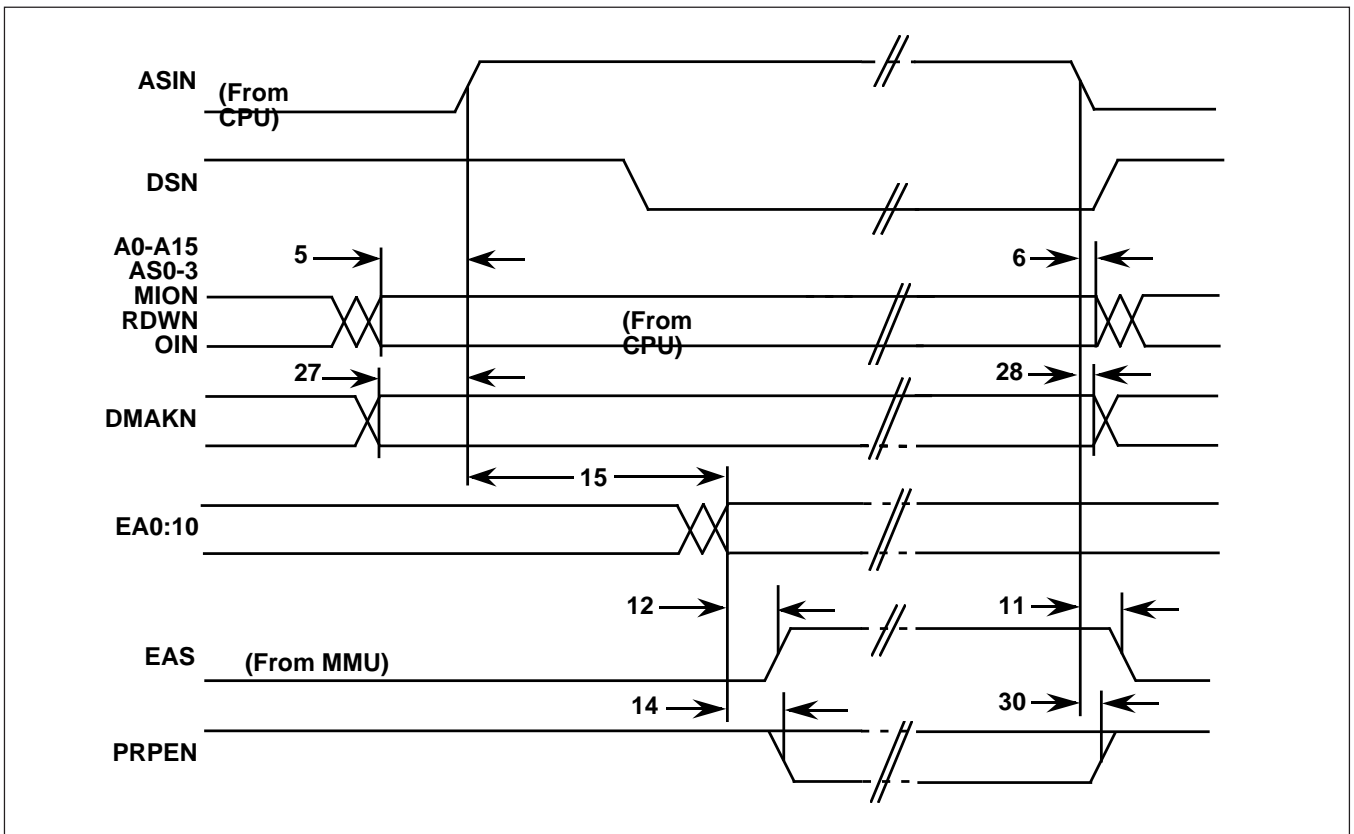 ASIN
(From
CPU)
DSN
A0-A15
AS0-3
MION
RDWN
OIN
5
6
(From
CPU)
27
28
DMAKN
15
EA0:10
12
11
EAS
(From MMU)
14
30
PRPEN